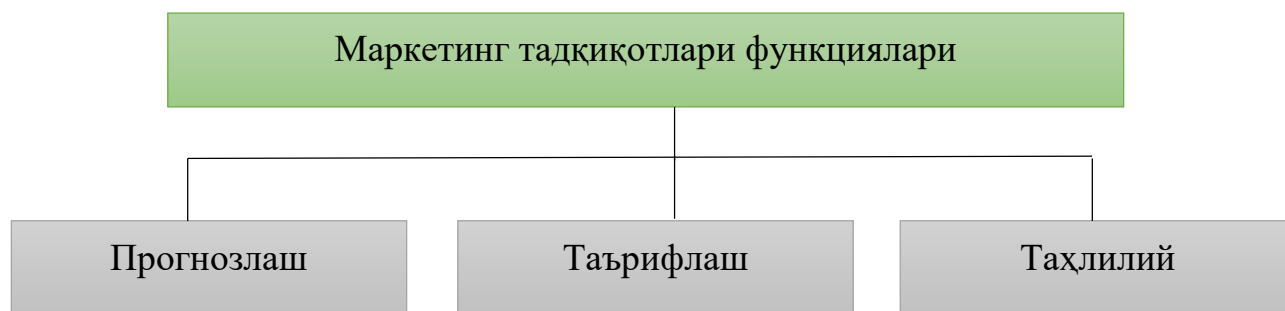 Маркетинг тадқиқотлари функциялари
Прогнозлаш
Таърифлаш
Таҳлилий